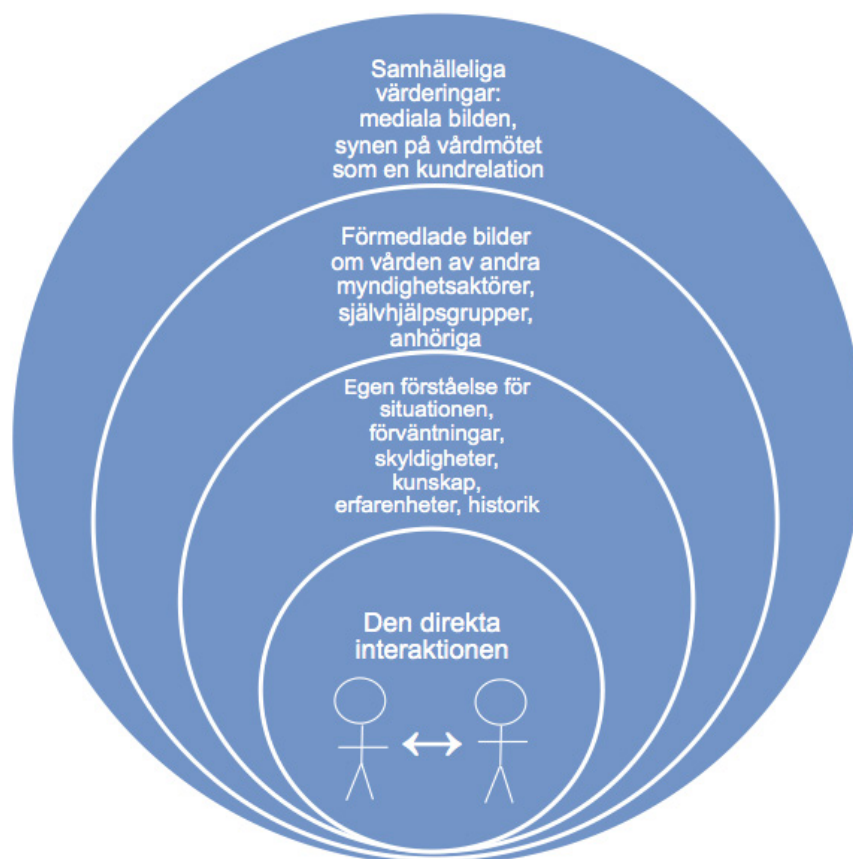 Samhälleliga
värderingar:
mediala bilden,
synen på vårdmötet
som en kundrelation
Förmedlade bilder
om vården av andra
myndighetsaktörer,
självhjälpsgrupper,
anhöriga
Egen förståelse för
situationen,
förväntningar,
skyldigheter,
kunskap,
erfarenheter, historik
Den direkta
interaktionen